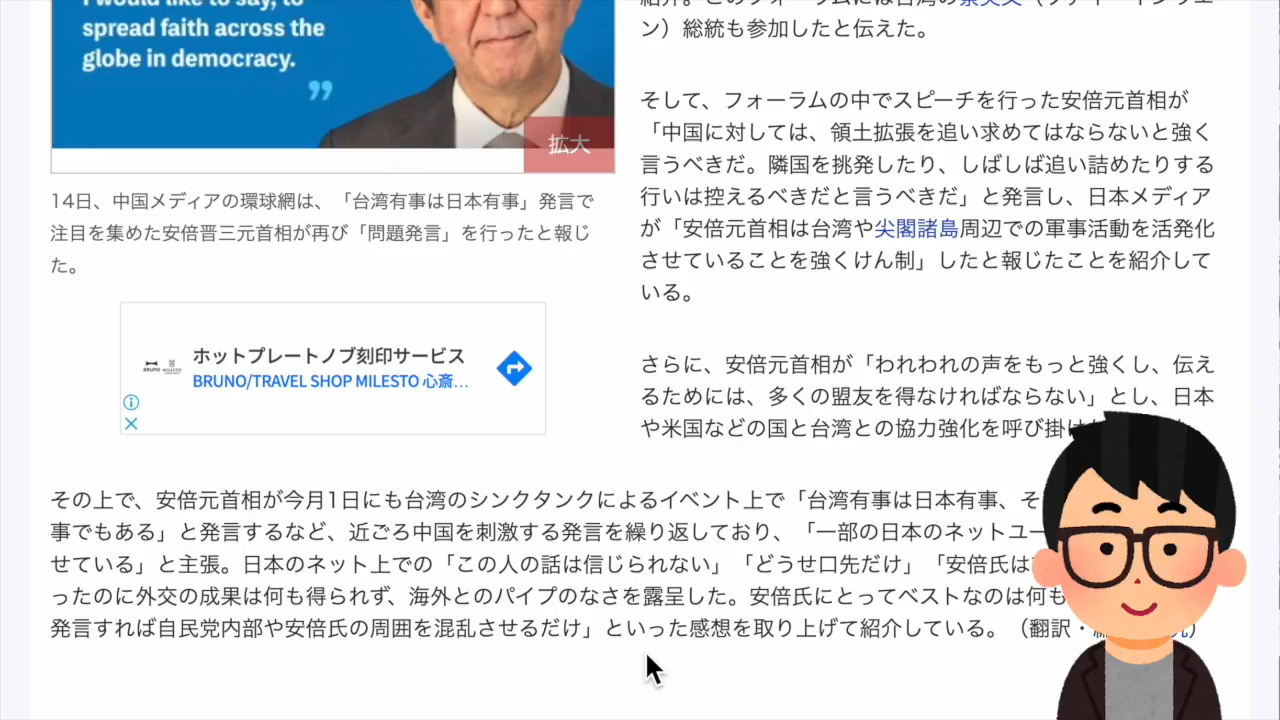 spread faith across the
globe in democracy.
”
拡大
14日、中国メディアの環球網は、「台湾有事は日本有事」発言で
注目を集めた安倍晋三元首相が再び「問題発言」を行ったと報じ
た。
ホットプレートノブ刻印サービス
BRUNO/TRAVEL SHOP MILESTO 心斎…
ン）総統も参加したと伝えた。
そして、フォーラムの中でスピーチを行った安倍元首相が
「中国に対しては、領土拡張を追い求めてはならないと強く
言うべきだ。隣国を挑発したり、しばしば追い詰めたりする
行いは控えるべきだと言うべきだ」と発言し、日本メディア
が「安倍元首相は台湾や尖閣諸島周辺での軍事活動を活発化
させていることを強くけん制」したと報じたことを紹介して
いる。
さらに、安倍元首相が「われわれの声をもっと強くし、伝え
るためには、多くの盟友を得なければならない」とし、日本
や米国などの国と台湾との協力強化を呼び掛け
その上で、安倍元首相が今月1日にも台湾のシンクタンクによるイベント上で「台湾有事は日本有事、そ
事でもある」と発言するなど、近ごろ中国を刺激する発言を繰り返しており、「一部の日本のネットユー
せている」と主張。日本のネット上での「この人の話は信じられない」「どうせ口先だけ」「安倍氏は
ったのに外交の成果は何も得られず、海外とのパイプのなさを露呈した。安倍氏にとってベストなのは何も
発言すれば自民党内部や安倍氏の周囲を混乱させるだけ」といった感想を取り上げて紹介している。（翻訳・